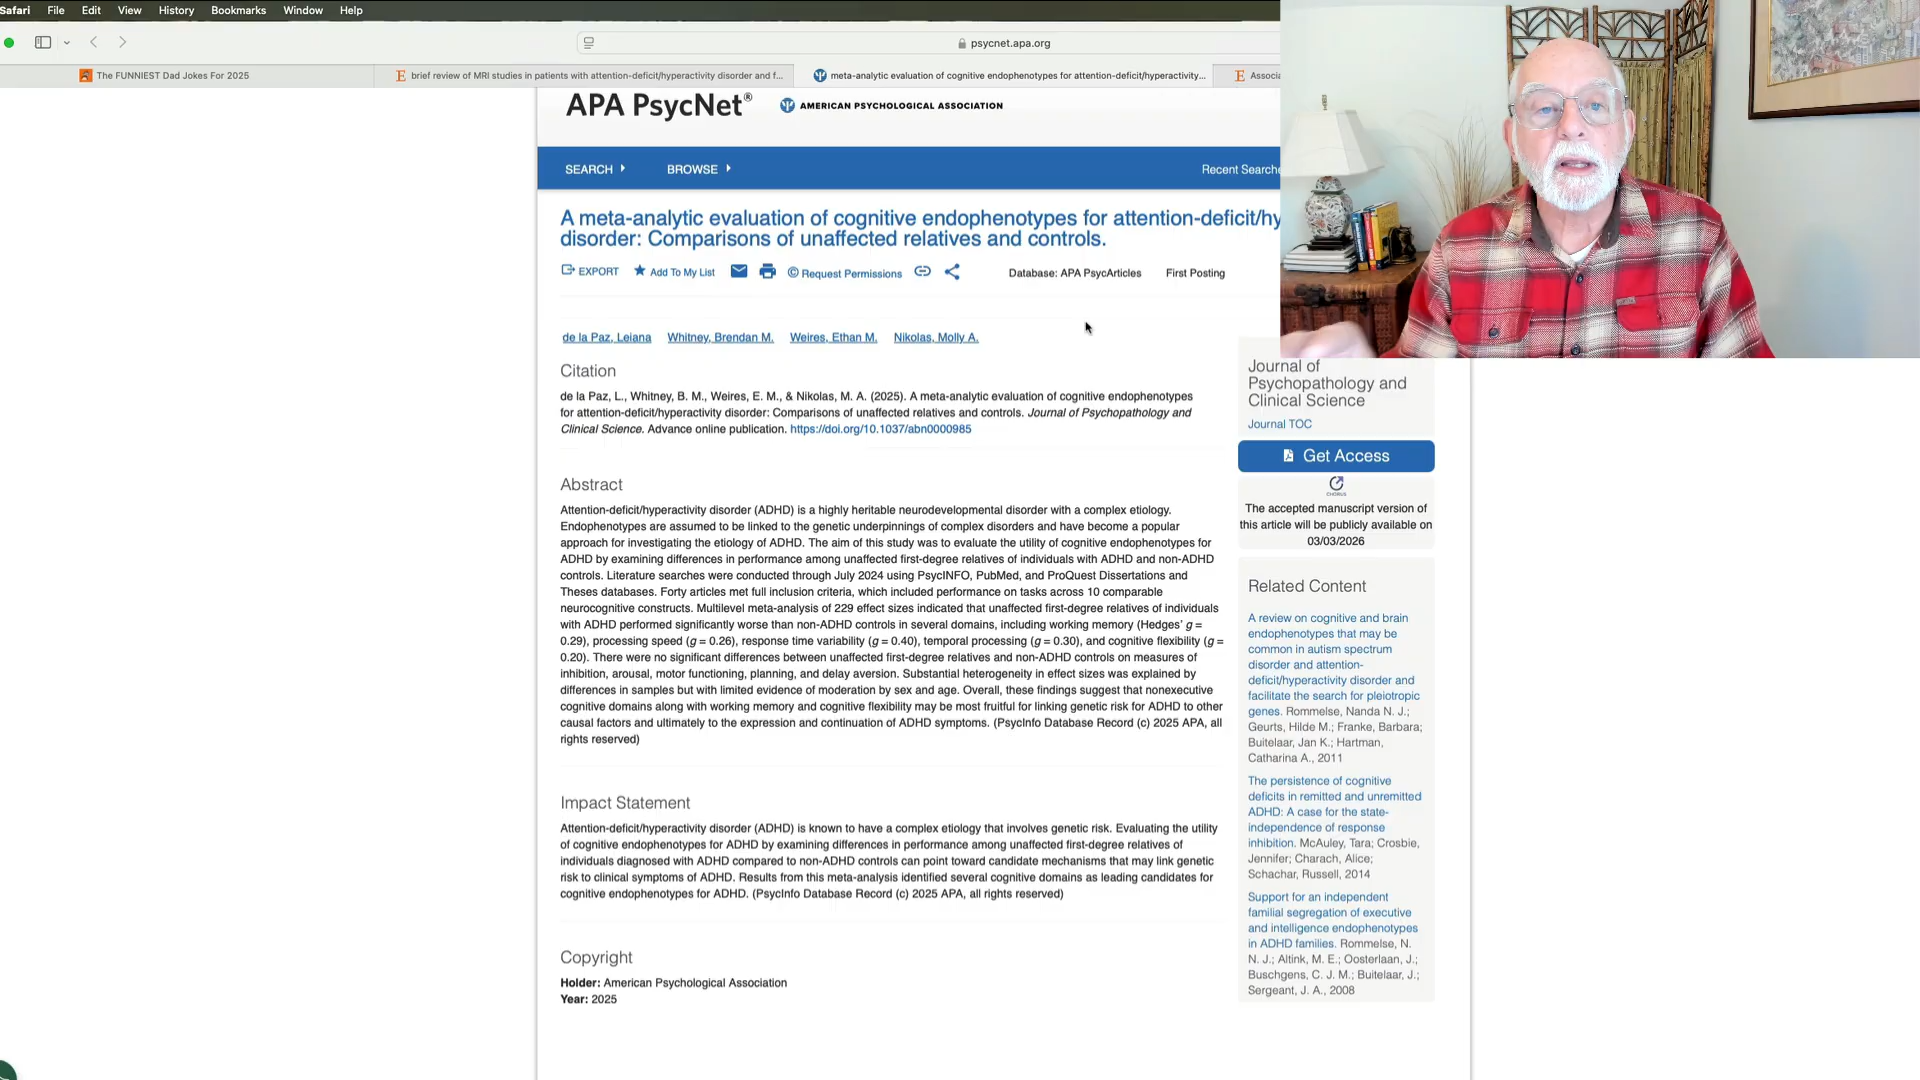 Safari File Edit View History Bookmarks Window Help
psycnet.apa.org
The FUNNIEST Dad Jokes For 2025
brief review of MRI studies in patients with attention-deficit/hyperactivity disorder and f...
meta-analytic evaluation of cognitive endophenotypes for attention-deficit/hyperactivity...
Associa
APA PsycNet®
AMERICAN PSYCHOLOGICAL ASSOCIATION
SEARCH
BROWSE
Recent Searche
A meta-analytic evaluation of cognitive endophenotypes for attention-deficit/hy
disorder: Comparisons of unaffected relatives and controls.
EXPORT Add To My List © Request Permissions Database: APA PsycArticles First Posting
de la Paz, Leiana Whitney, Brendan M. Weires, Ethan M. Nikolas, Molly A.
Citation
de la Paz, L., Whitney, B. M., Weires, E. M., & Nikolas, M. A. (2025). A meta-analytic evaluation of cognitive endophenotypes
for attention-deficit/hyperactivity disorder: Comparisons of unaffected relatives and controls. Journal of Psychopathology and
Clinical Science. Advance online publication. https://doi.org/10.1037/abn0000985
Abstract
Attention-deficit/hyperactivity disorder (ADHD) is a highly heritable neurodevelopmental disorder with a complex etiology.
Endophenotypes are assumed to be linked to the genetic underpinnings of complex disorders and have become a popular
approach for investigating the etiology of ADHD. The aim of this study was to evaluate the utility of cognitive endophenotypes for
ADHD by examining differences in performance among unaffected first-degree relatives of individuals with ADHD and non-ADHD
controls. Literature searches were conducted through July 2024 using PsycINFO, PubMed, and ProQuest Dissertations and
Theses databases. Forty articles met full inclusion criteria, which included performance on tasks across 10 comparable
neurocognitive constructs. Multilevel meta-analysis of 229 effect sizes indicated that unaffected first-degree relatives of individuals
with ADHD performed significantly worse than non-ADHD controls in several domains, including working memory (Hedges' g =
0.29), processing speed (g = 0.26), response time variability (g = 0.40), temporal processing (g = 0.30), and cognitive flexibility (g =
0.20). There were no significant differences between unaffected first-degree relatives and non-ADHD controls on measures of
inhibition, arousal, motor functioning, planning, and delay aversion. Substantial heterogeneity in effect sizes was explained by
differences in samples but with limited evidence of moderation by sex and age. Overall, these findings suggest that nonexecutive
cognitive domains along with working memory and cognitive flexibility may be most fruitful for linking genetic risk for ADHD to other
causal factors and ultimately to the expression and continuation of ADHD symptoms. (PsycInfo Database Record (c) 2025 APA, all
rights reserved)
Impact Statement
Attention-deficit/hyperactivity disorder (ADHD) is known to have a complex etiology that involves genetic risk. Evaluating the utility
of cognitive endophenotypes for ADHD by examining differences in performance among unaffected first-degree relatives of
individuals diagnosed with ADHD compared to non-ADHD controls can point toward candidate mechanisms that may link genetic
risk to clinical symptoms of ADHD. Results from this meta-analysis identified several cognitive domains as leading candidates for
cognitive endophenotypes for ADHD. (PsycInfo Database Record (c) 2025 APA, all rights reserved)
Copyright
Holder: American Psychological Association
Year: 2025
Journal of
Psychopathology and
Clinical Science
Journal TOC
Get Access
CHORUS
The accepted manuscript version of
this article will be publicly available on
03/03/2026
Related Content
A review on cognitive and brain
endophenotypes that may be
common in autism spectrum
disorder and attention-
deficit/hyperactivity disorder and
facilitate the search for pleiotropic
genes. Rommelse, Nanda N. J.;
Geurts, Hilde M.; Franke, Barbara;
Buitelaar, Jan K.; Hartman,
Catharina A., 2011
The persistence of cognitive
deficits in remitted and unremitted
ADHD: A case for the state-
independence of response
inhibition. McAuley, Tara; Crosbie,
Jennifer; Charach, Alice;
Schachar, Russell, 2014
Support for an independent
familial segregation of executive
and intelligence endophenotypes
in ADHD families. Rommelse, N.
N. J.; Altink, M. E.; Oosterlaan, J.;
Buschgens, C. J. M.; Buitelaar, J.;
Sergeant, J. A., 2008